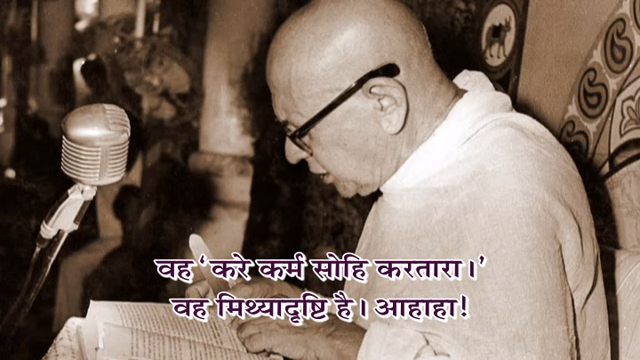 वह ‘करे कर्म सोहि करतारा।’
वह मिथ्यादृष्टि है। आहाहा!